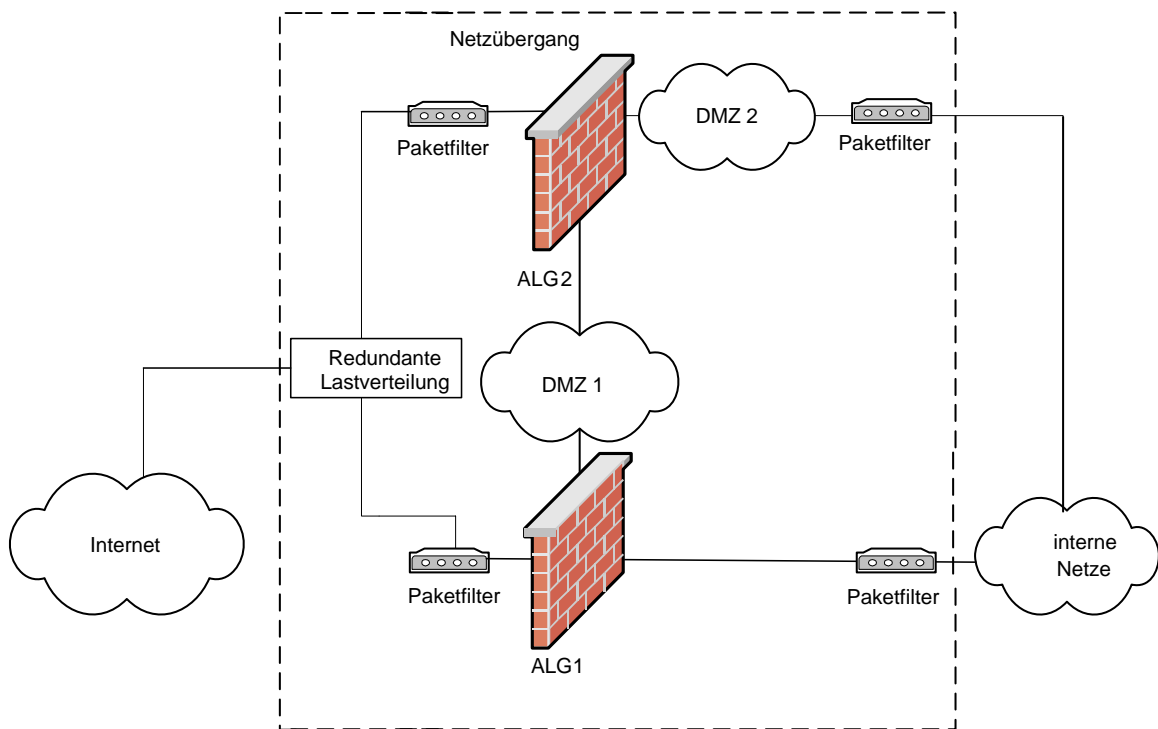 Netzübergang
DMZ 2
Paketfilter
Paketfilter
ALG2
Redundante
Lastverteilung
DMZ 1
Internet
interne
Netze
Paketfilter
Paketfilter
ALG1